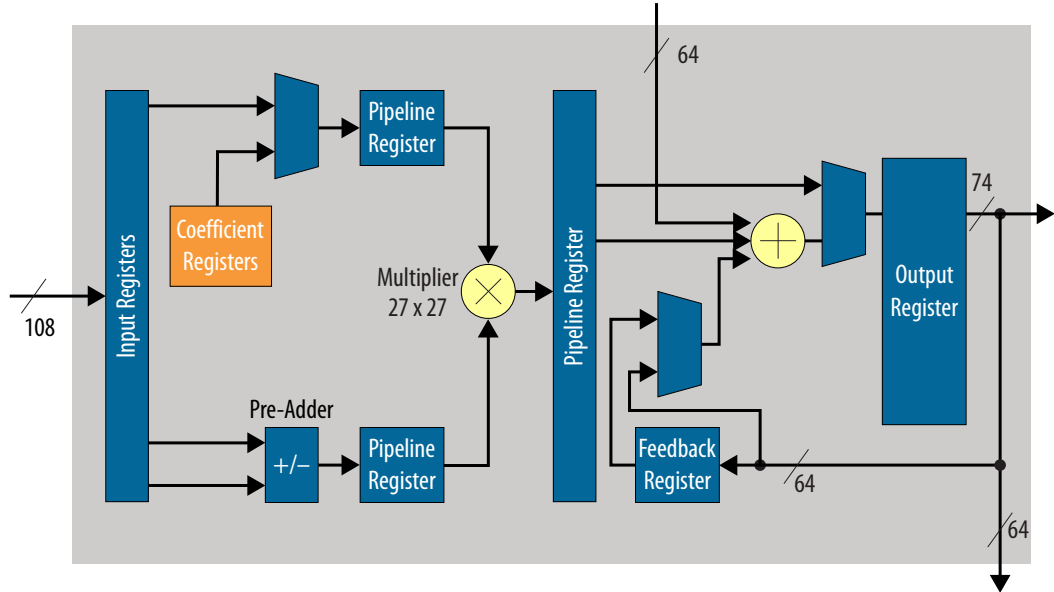 64
Pipeline
Register
Coefficient
Registers
Input Registers
108
Multiplier
27 x 27
Pre-Adder
+/−
Pipeline
Register
Pipeline Register
74
Output
Register
Feedback
Register
64
64